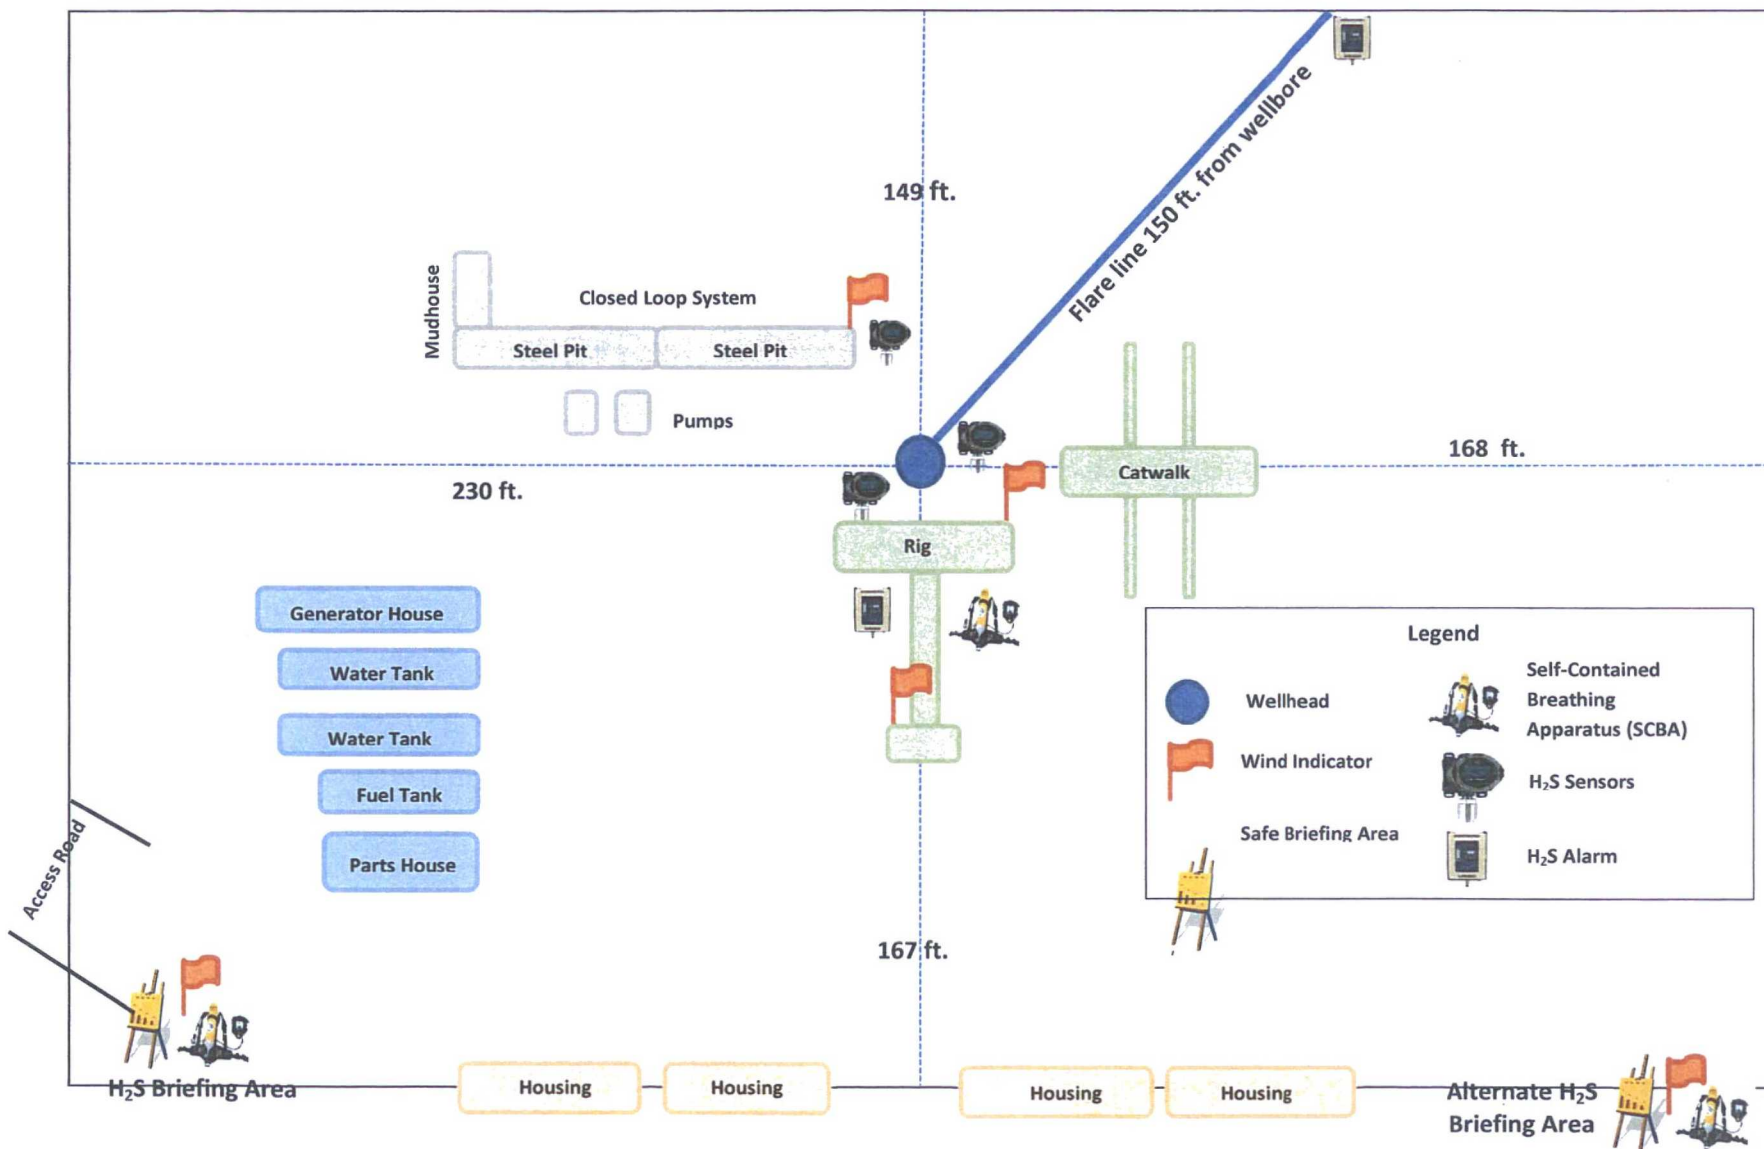 149 ft.
Flare line 150 ft. from wellbore
Mudhouse
Closed Loop System
Steel Pit
Steel Pit
Pumps
230 ft.
168 ft.
Catwalk
Rig
Generator House
Water Tank
Water Tank
Fuel Tank
Parts House
Access Road
167 ft.
Legend
Wellhead
Wind Indicator
Safe Briefing Area
Self-Contained
Breathing
Apparatus (SCBA)
H₂S Sensors
H₂S Alarm
H₂S Briefing Area
Housing
Housing
Housing
Housing
Alternate H₂S
Briefing Area